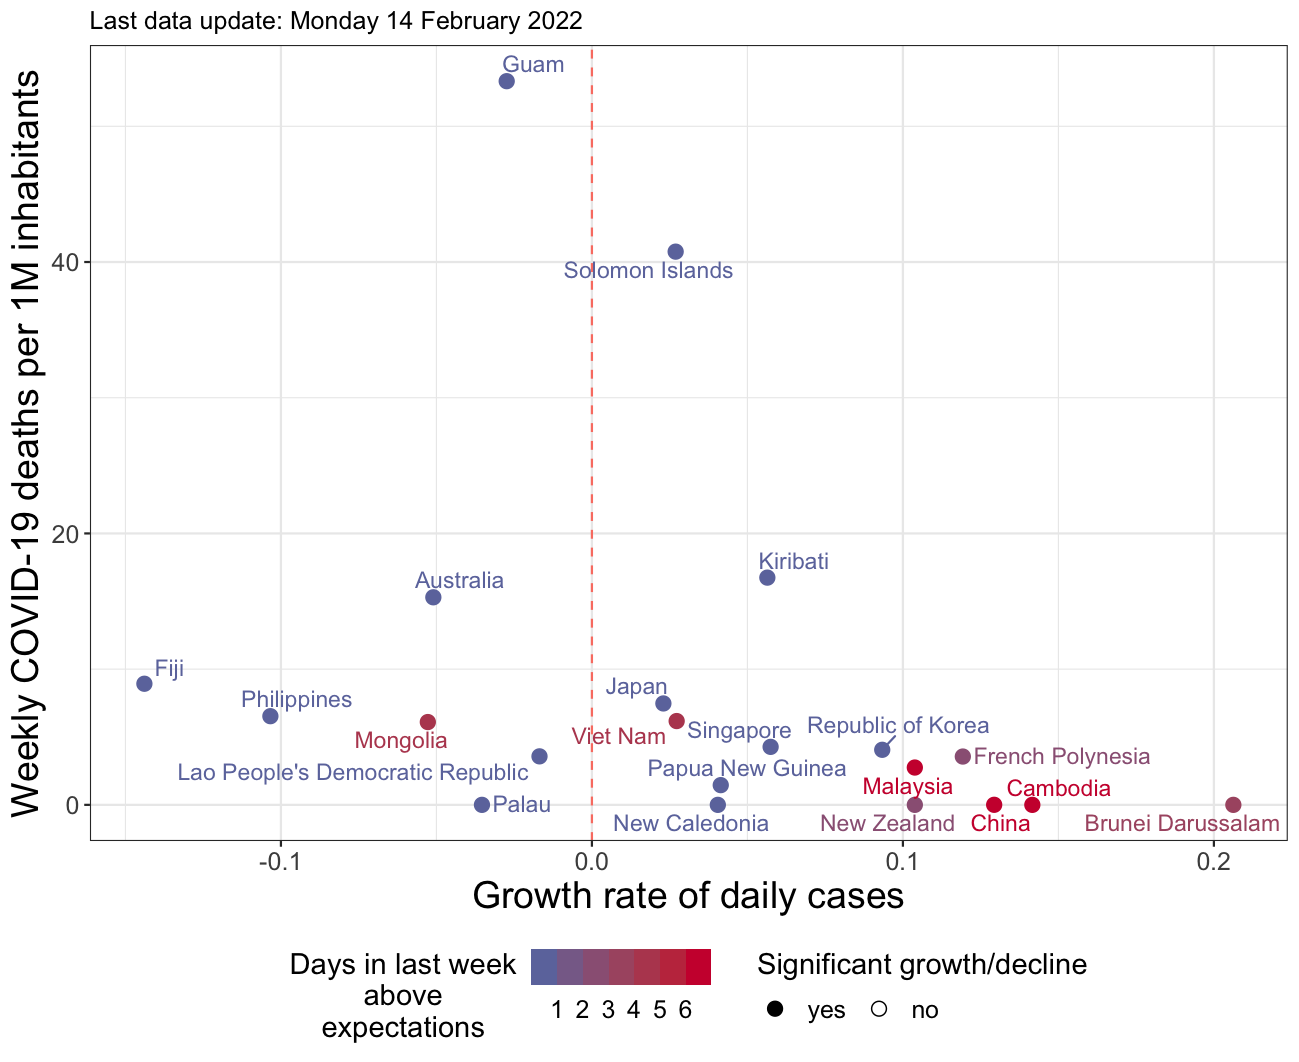 Last data update: Monday 14 February 2022
Weekly COVID-19 deaths per 1M inhabitants
Guam
40
Solomon Islands
20
Kiribati
Australia
Fiji
Philippines
Japan
Mongolia
Viet Nam
Singapore
Republic of Korea
Lao People's Democratic Republic
Papua New Guinea
French Polynesia
Malaysia
Cambodia
0
Palau
New Caledonia
New Zealand
China
Brunei Darussalam
-0.1 0.0 0.1 0.2
Growth rate of daily cases
Days in last week
above
expectations
1 2 3 4 5 6
Significant growth/decline
yes no